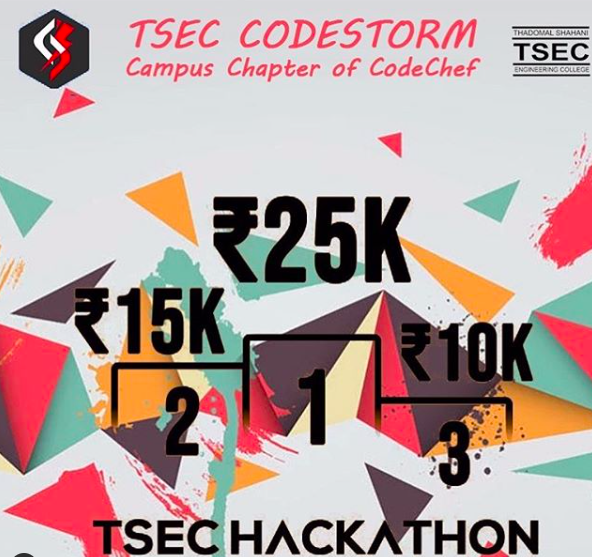 TSEC CODESTORM
Campus Chapter of CodeChef
THADOMAL SHAHANI
TSEC
ENGINEERING COLLEGE
₹25K
₹15K
₹10K
1
2
3
TSEC HACKATHON